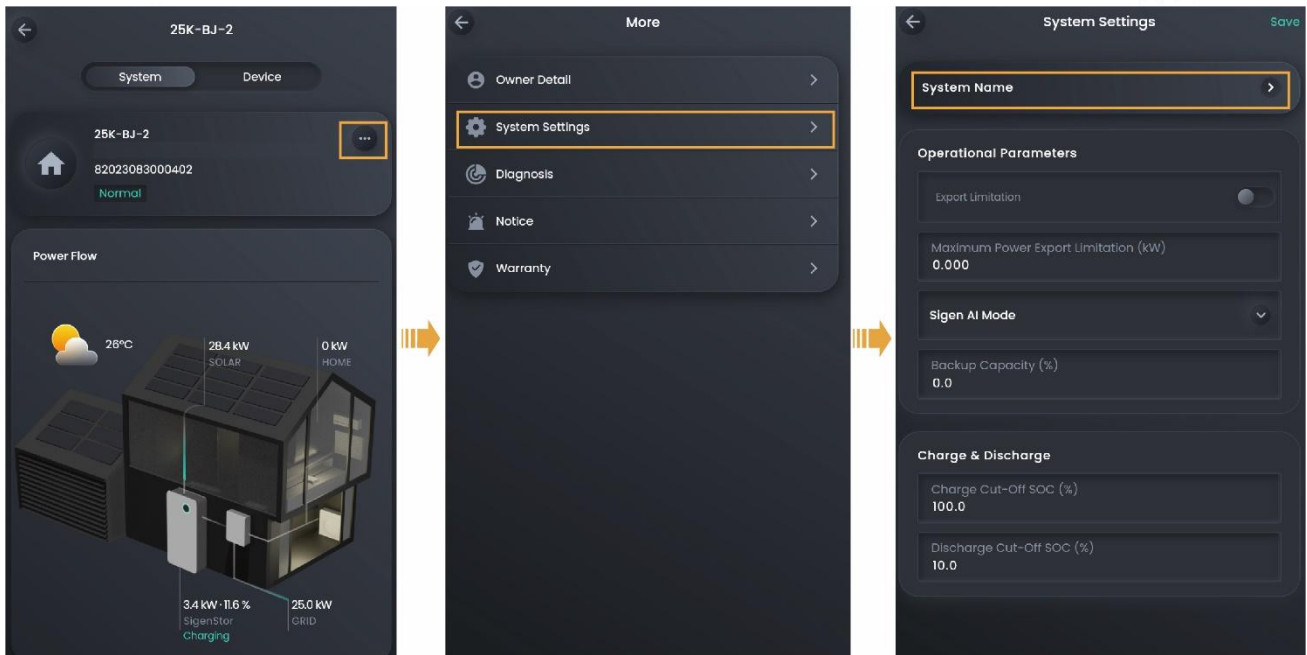 25K-BJ-2
System Device
25K-BJ-2
82023083000402
Normal
Power Flow
26°C
28.4 kW
SOLAR
0 kW
HOME
3.4 kW · 11.6 %
SigenStor
Charging
25.0 kW
GRID
More
Owner Detail
System Settings
Diagnosis
Notice
Warranty
System Settings Save
System Name
Operational Parameters
Export Limitation
Maximum Power Export Limitation (kW)
0.000
Sigen AI Mode
Backup Capacity (%)
0.0
Charge & Discharge
Charge Cut-Off SOC (%)
100.0
Discharge Cut-Off SOC (%)
10.0